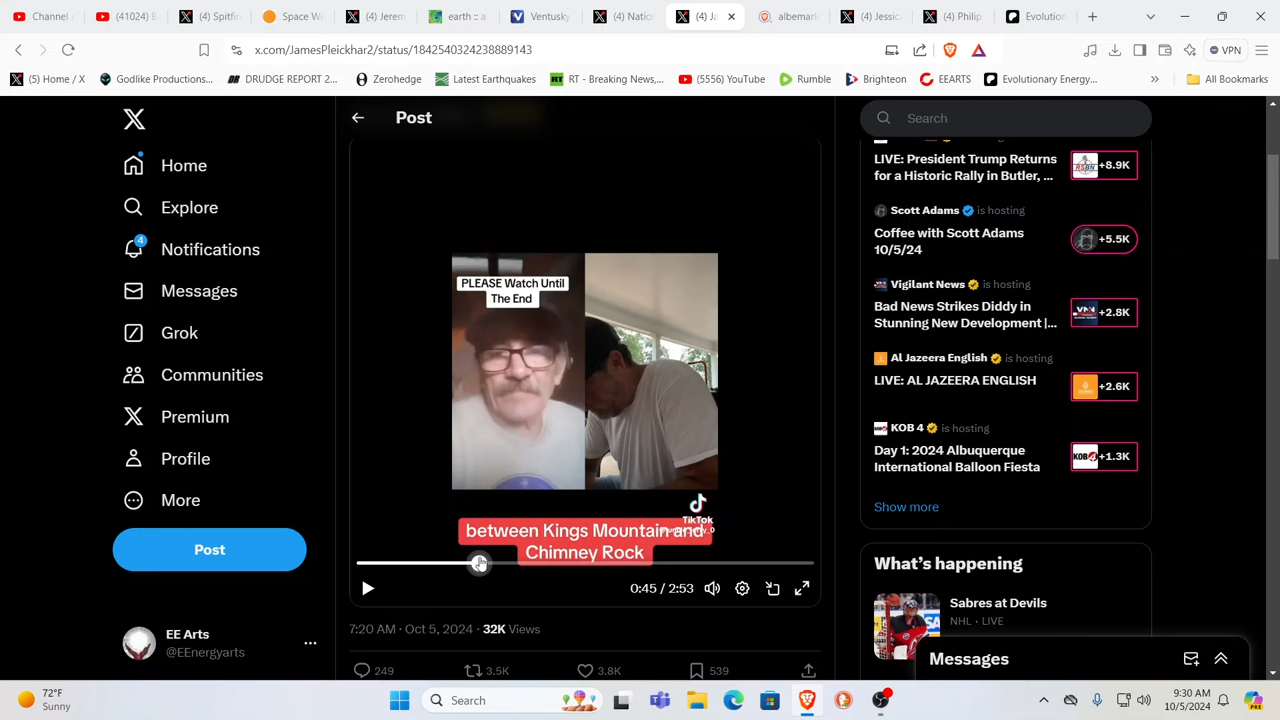 Channel
(41024) B
(4) Spitfi
Space We
(4) Jerem
earth :: a
Ventusky
(4) Natio
(4) Ja
albemark
(4) Jessic
(4) Philip
Evolution
x.com/JamesPleickhar2/status/1842540324238889143
VPN
(5) Home / X
Godlike Productions...
DRUDGE REPORT 2...
Zerohedge
Latest Earthquakes
RT - Breaking News,...
(5555) YouTube
Rumble
Brighteon
EEARTS
Evolutionary Energy...
All Bookmarks
Home
Explore
Notifications
4
Messages
Grok
Communities
Premium
Profile
More
Post
EE Arts
@EEnergyarts
Post
PLEASE Watch Until
The End
TikTok
between Kings Mountain and
Chimney Rock
0:45 / 2:53
7:20 AM · Oct 5, 2024 · 32K Views
249
3.5K
3.8K
539
Search
LIVE: President Trump Returns
for a Historic Rally in Butler, ...
+8.9K
Scott Adams is hosting
Coffee with Scott Adams
10/5/24
+5.5K
Vigilant News is hosting
Bad News Strikes Diddy in
Stunning New Development |...
+2.8K
Al Jazeera English is hosting
LIVE: AL JAZEERA ENGLISH
+2.6K
KOB 4 is hosting
Day 1: 2024 Albuquerque
International Balloon Fiesta
+1.3K
Show more
What's happening
Sabres at Devils
NHL · LIVE
Messages
72°F
Sunny
Search
9:30 AM
10/5/2024